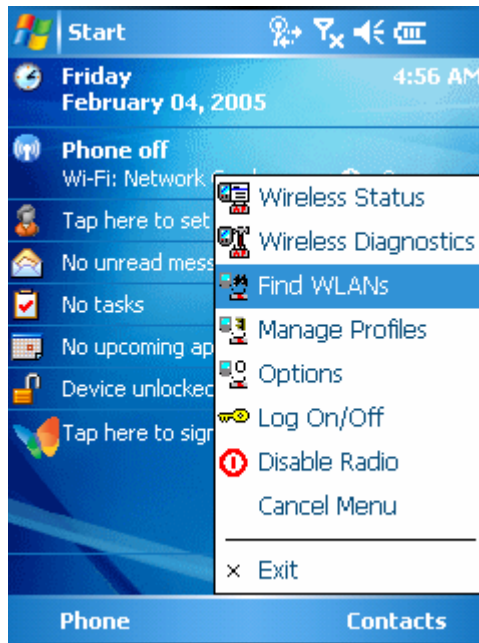 Start
Friday 4:56 AM
February 04, 2005
Phone off
Wi-Fi: Network
Tap here to set
No unread mess
No tasks
No upcoming ap
Device unlocked
Tap here to sign
Wireless Status
Wireless Diagnostics
Find WLANs
Manage Profiles
Options
Log On/Off
Disable Radio
Cancel Menu
Exit
Phone Contacts